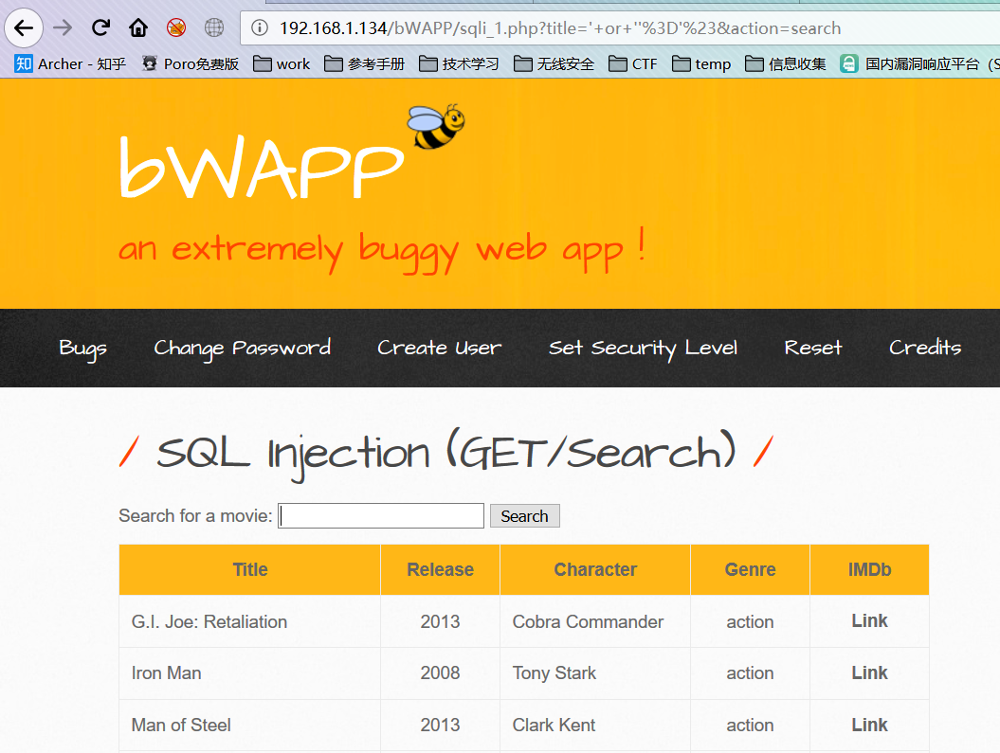 192.168.1.134/bWAPP/sqli_1.php?title='+or+''%3D'%23&action=search
知 Archer - 知乎 Poro免费版 work 参考手册 技术学习 无线安全 CTF temp 信息收集 国内漏洞响应平台 (S
bWAPP
an extremely buggy web app !
Bugs Change Password Create User Set Security Level Reset Credits
/ SQL Injection (GET/Search) /
Search for a movie: Search
Title Release Character Genre IMDb
G.I. Joe: Retaliation 2013 Cobra Commander action Link
Iron Man 2008 Tony Stark action Link
Man of Steel 2013 Clark Kent action Link